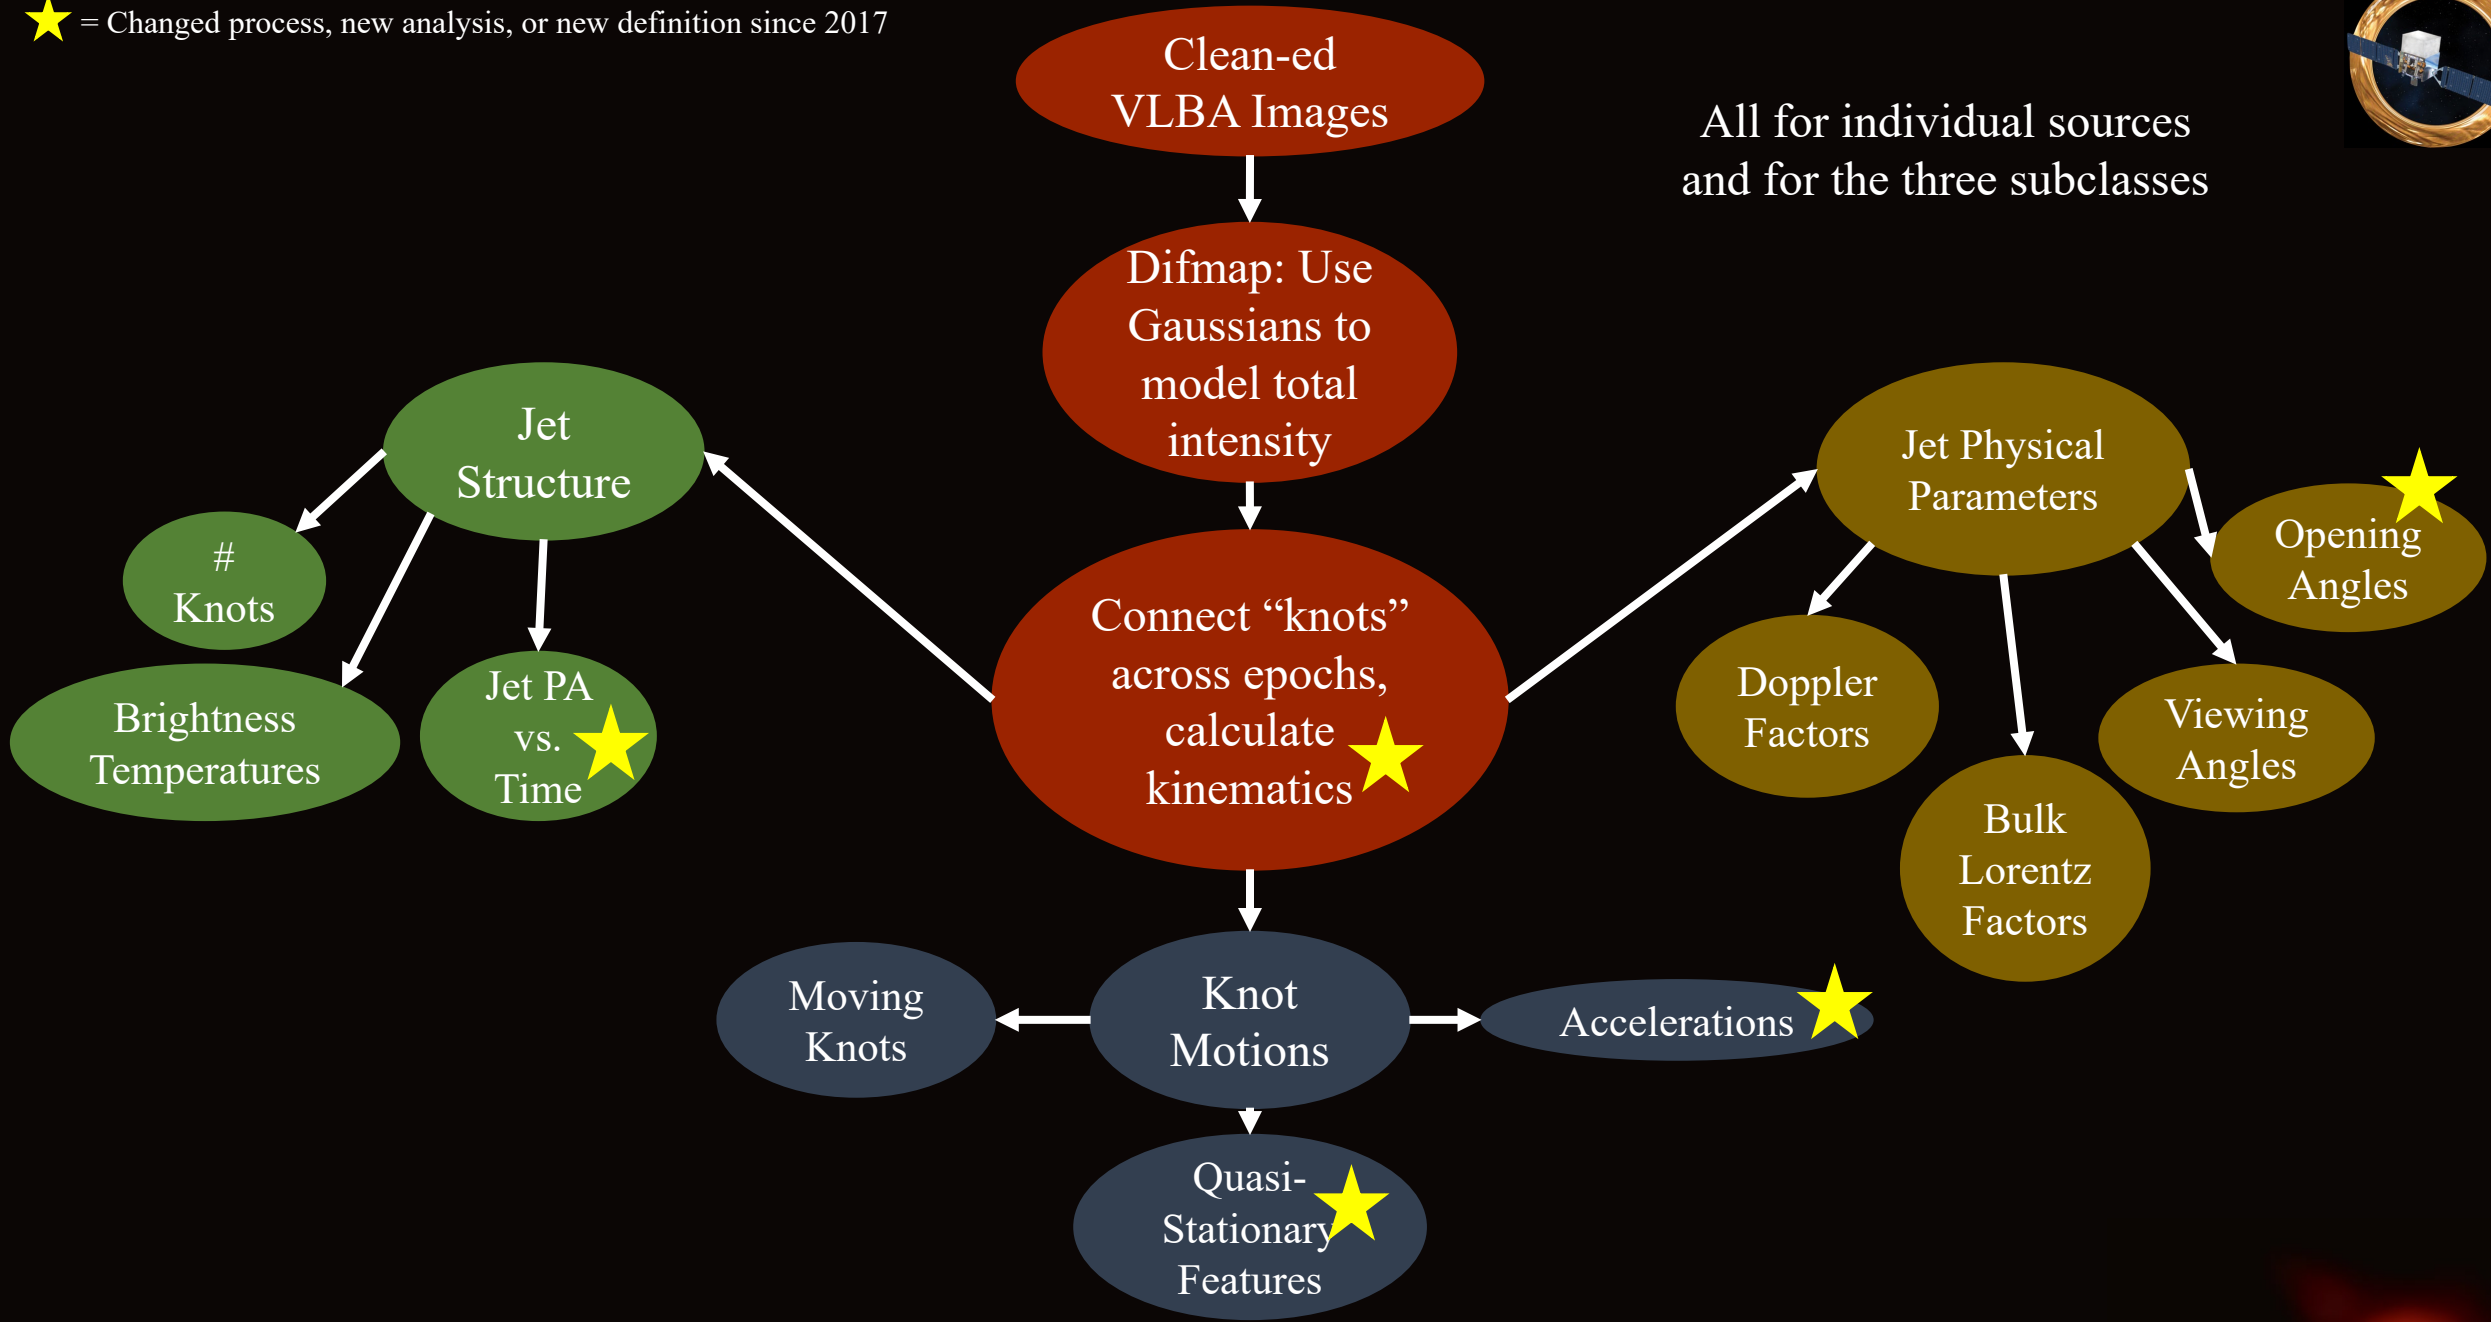 = Changed process, new analysis, or new definition since 2017
Clean-ed
VLBA Images
All for individual sources
and for the three subclasses
Difmap: Use
Gaussians to
model total
intensity
Jet
Structure
Jet Physical
Parameters
#
Knots
Opening
Angles
Connect “knots”
across epochs,
calculate
kinematics
Brightness
Temperatures
Jet PA
vs.
Time
Doppler
Factors
Viewing
Angles
Bulk
Lorentz
Factors
Moving
Knots
Knot
Motions
Accelerations
Quasi-
Stationary
Features